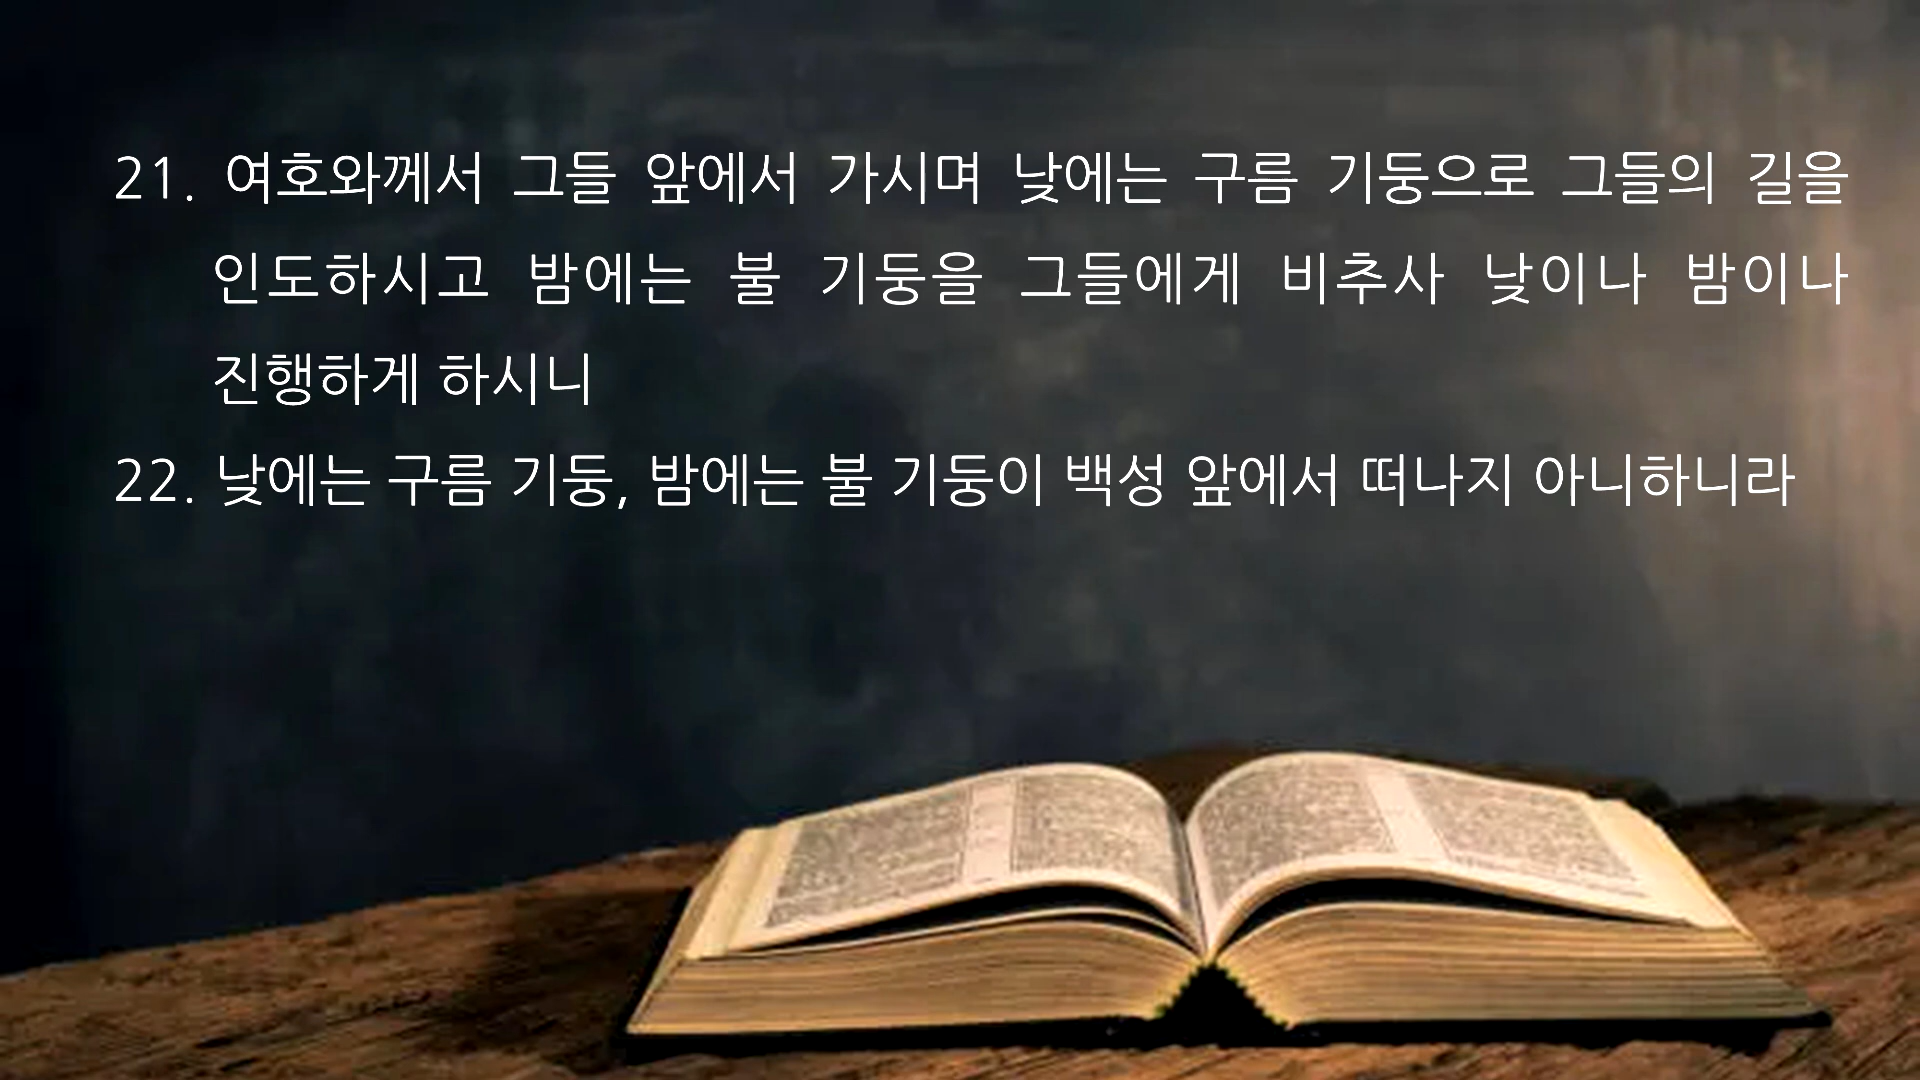 21. 여호와께서 그들 앞에서 가시며 낮에는 구름 기둥으로 그들의 길을
인도하시고 밤에는 불 기둥을 그들에게 비추사 낮이나 밤이나
진행하게 하시니
22. 낮에는 구름 기둥, 밤에는 불 기둥이 백성 앞에서 떠나지 아니하니라